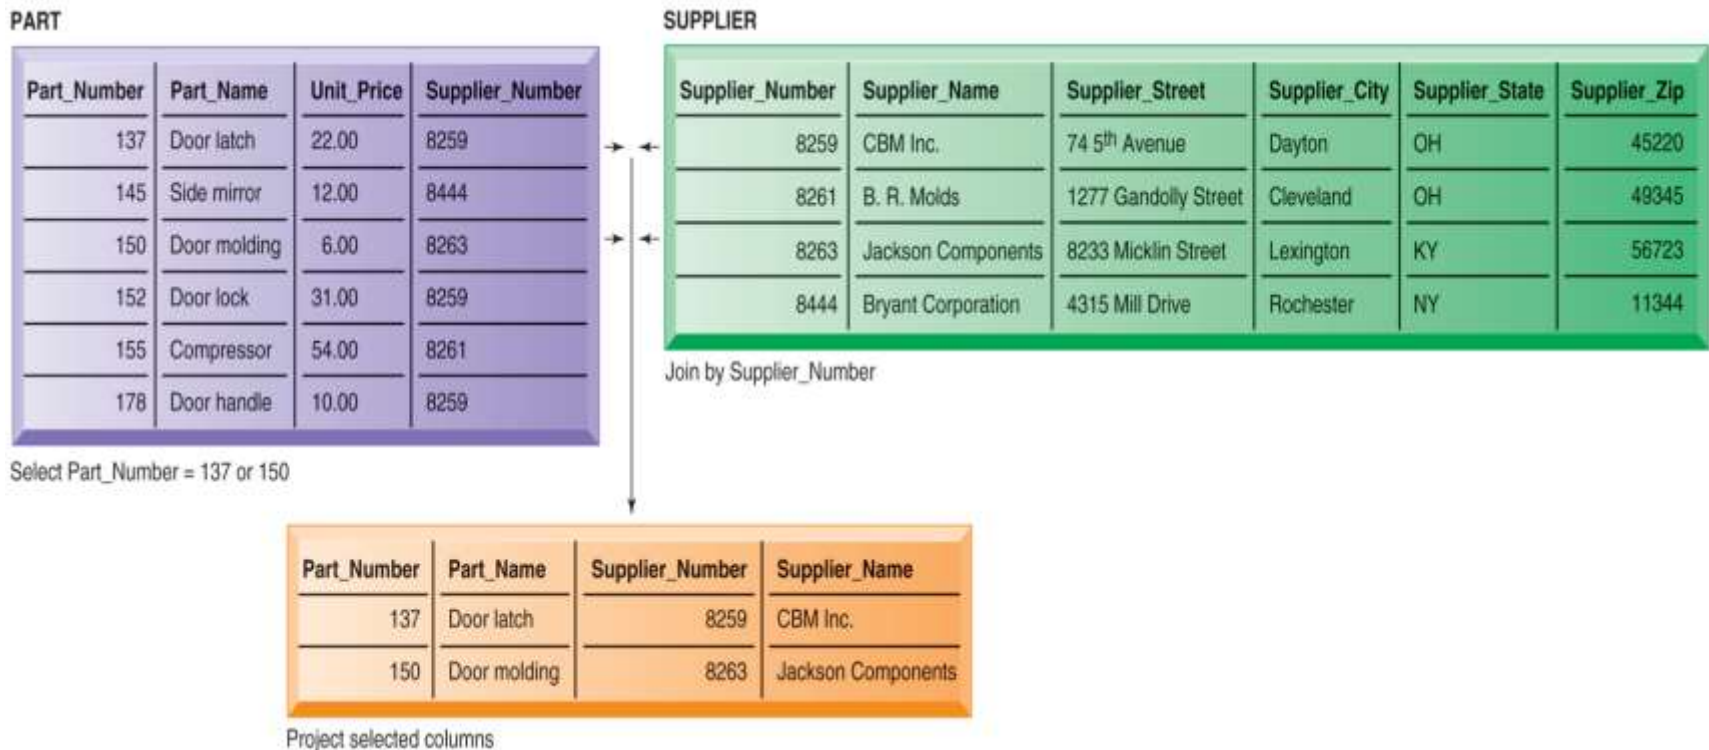 PART
Part_Number Part_Name Unit_Price Supplier_Number
137 Door latch 22.00 8259
145 Side mirror 12.00 8444
150 Door molding 6.00 8263
152 Door lock 31.00 8259
155 Compressor 54.00 8261
178 Door handle 10.00 8259
Select Part_Number = 137 or 150
SUPPLIER
Supplier_Number Supplier_Name Supplier_Street Supplier_City Supplier_State Supplier_Zip
8259 CBM Inc. 74 5th Avenue Dayton OH 45220
8261 B. R. Molds 1277 Gandolly Street Cleveland OH 49345
8263 Jackson Components 8233 Micklin Street Lexington KY 56723
8444 Bryant Corporation 4315 Mill Drive Rochester NY 11344
Join by Supplier_Number
Part_Number Part_Name Supplier_Number Supplier_Name
137 Door latch 8259 CBM Inc.
150 Door molding 8263 Jackson Components
Project selected columns